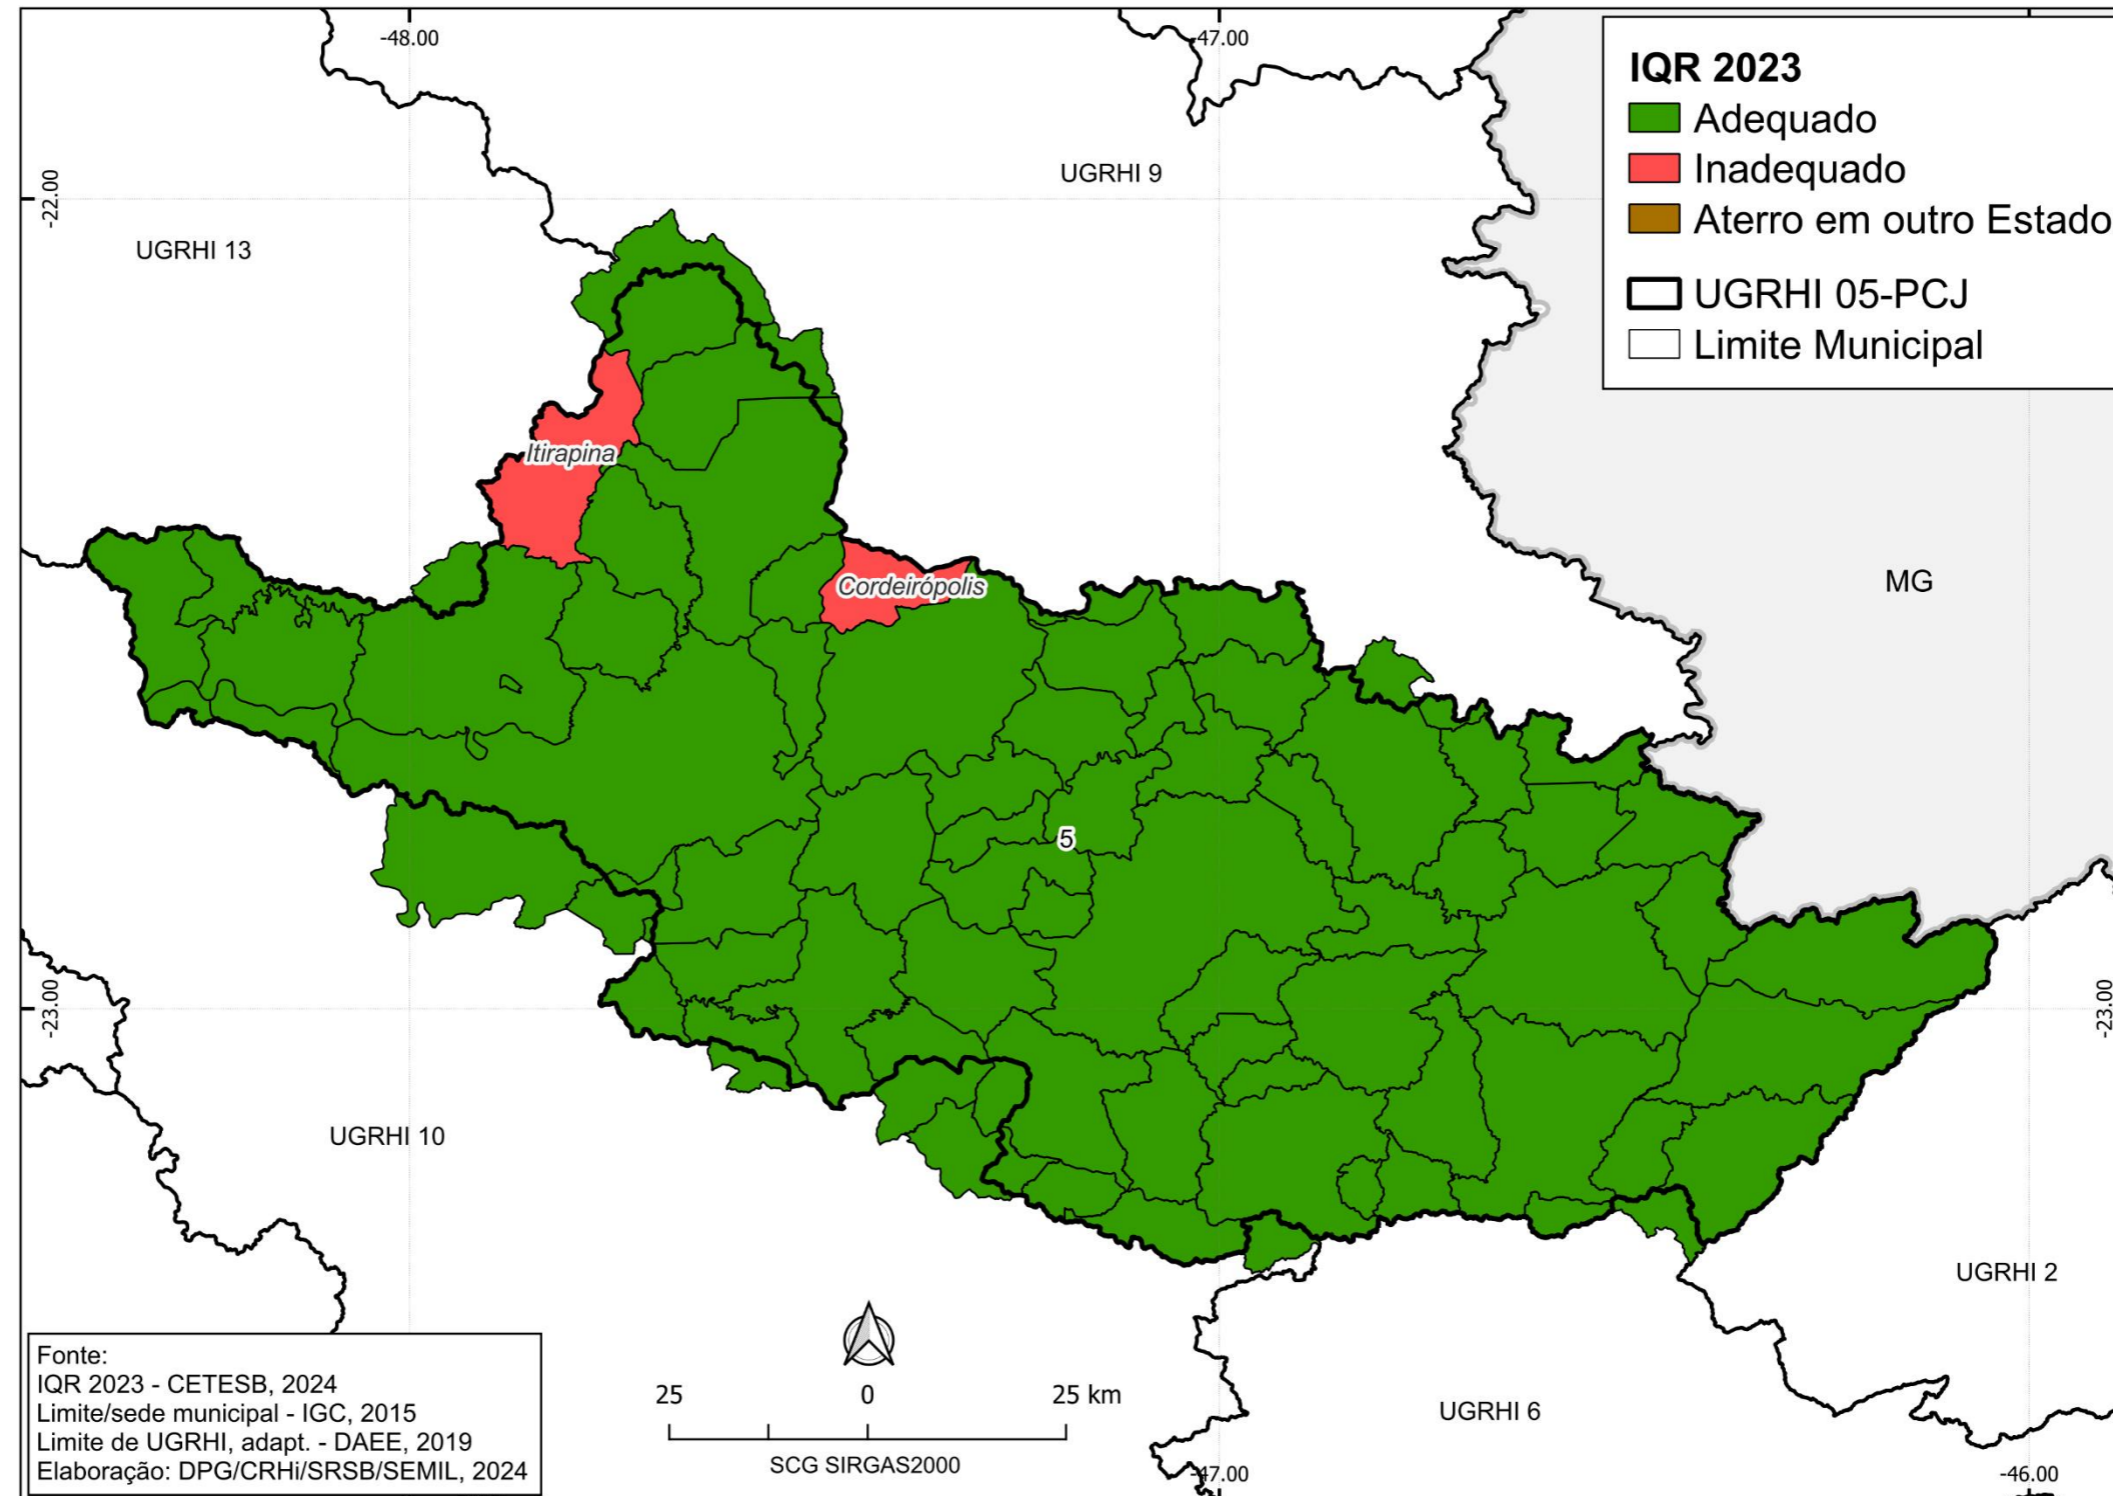 -48.00
-47.00
IQR 2023
Adequado
Inadequado
Aterro em outro Estado
UGRHI 05-PCJ
Limite Municipal
UGRHI 9
-22.00
UGRHI 13
Itirapina
Cordeirópolis
MG
5
-23.00
-23.00
UGRHI 10
UGRHI 2
UGRHI 6
Fonte:
IQR 2023 - CETESB, 2024
Limite/sede municipal - IGC, 2015
Limite de UGRHI, adapt. - DAEE, 2019
Elaboração: DPG/CRHi/SRSB/SEMIL, 2024
25 0 25 km
SCG SIRGAS2000
-47.00
-46.00